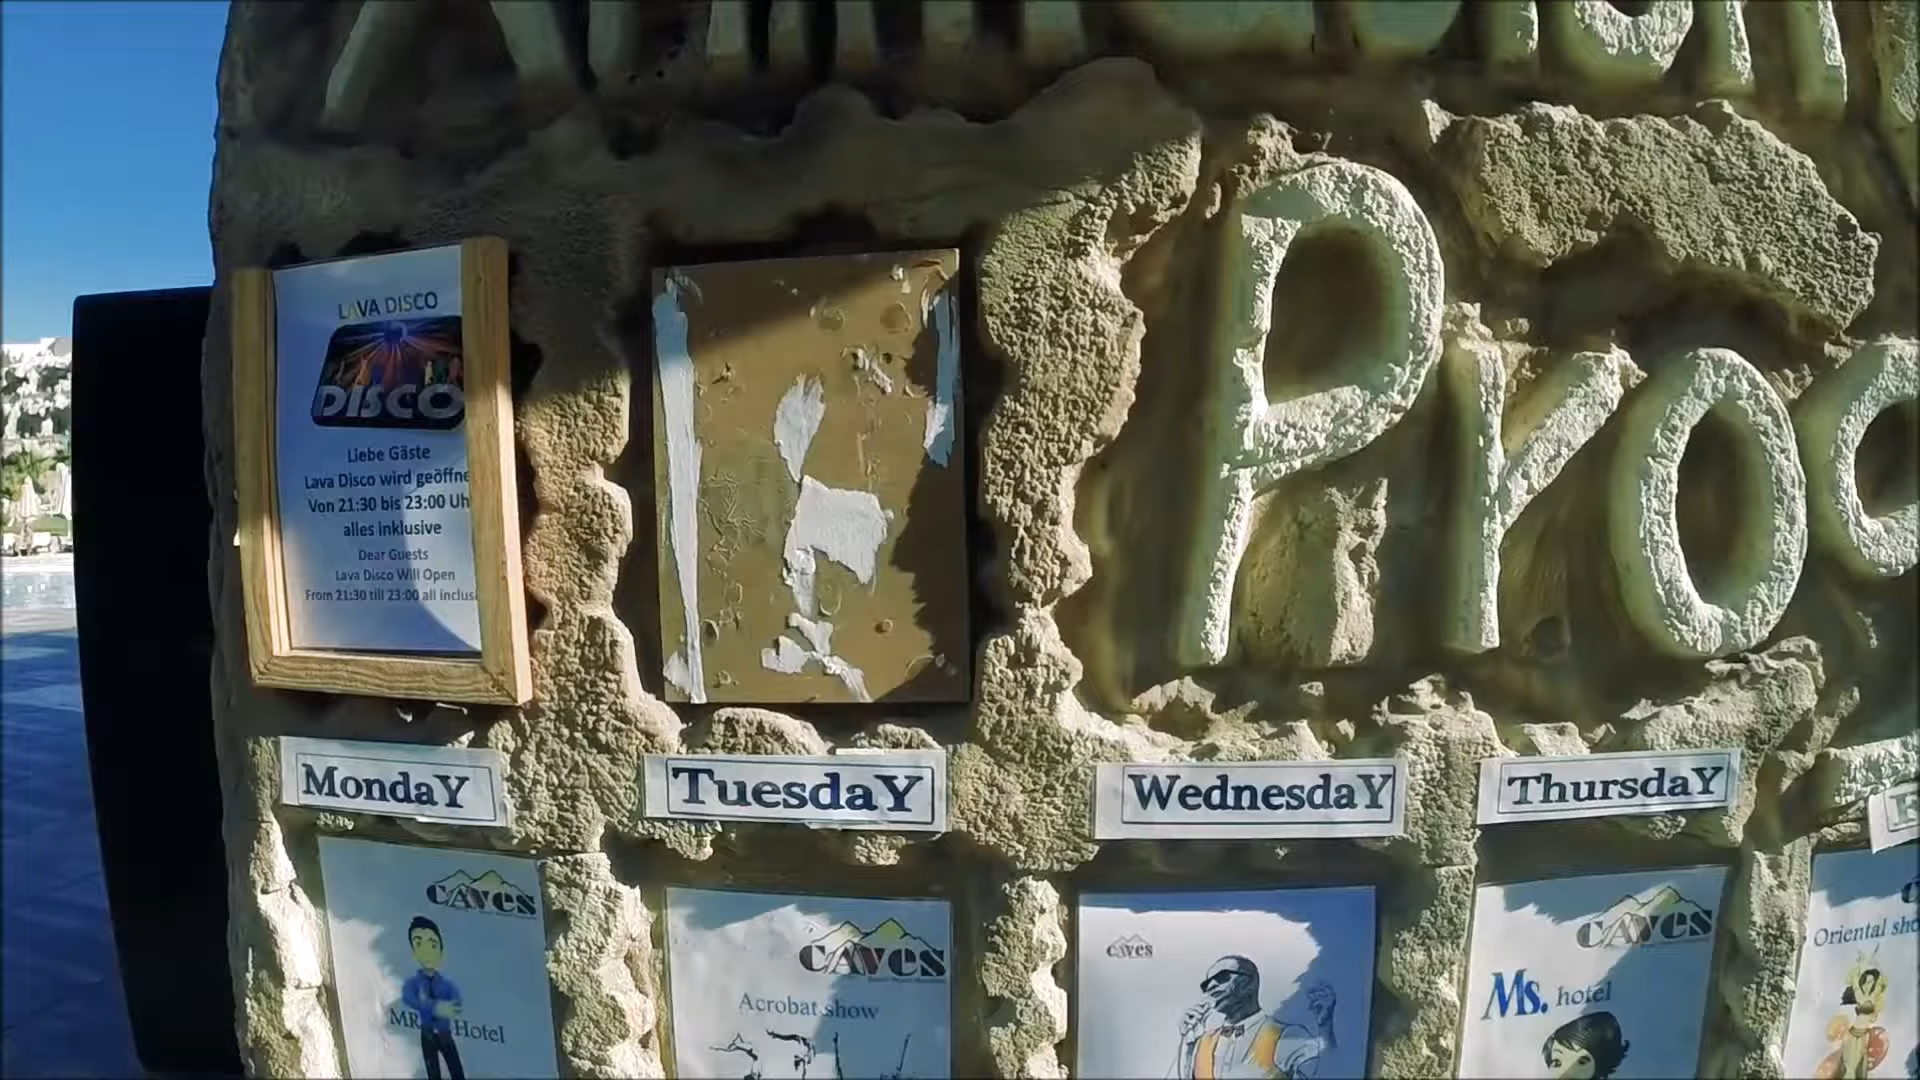 Pro
LAVA DISCO
DISCO
Liebe Gäste
Lava Disco wird geöffne
Von 21:30 bis 23:00 Uh
alles inklusive
Dear Guests
Lava Disco Will Open
From 21:30 till 23:00 all inclus
MondaY
TuesdaY
WednesdaY
ThursdaY
CAVES
MR Hotel
CAVES
Acrobat show
CAVES
CAVES
Ms. hotel
Oriental sho